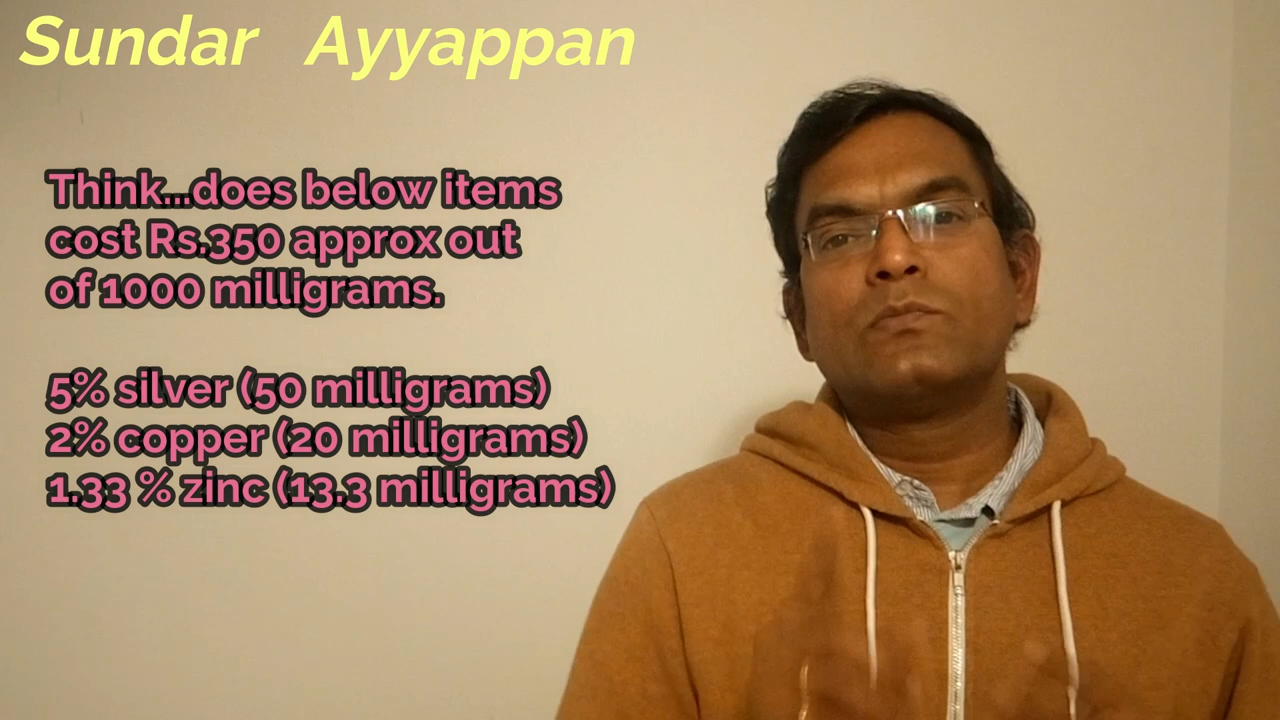 Sundar Ayyappan
Think...does below items
cost Rs.350 approx out
of 1000 milligrams.
5% silver (50 milligrams)
2% copper (20 milligrams)
1.33 % zinc (13.3 milligrams)